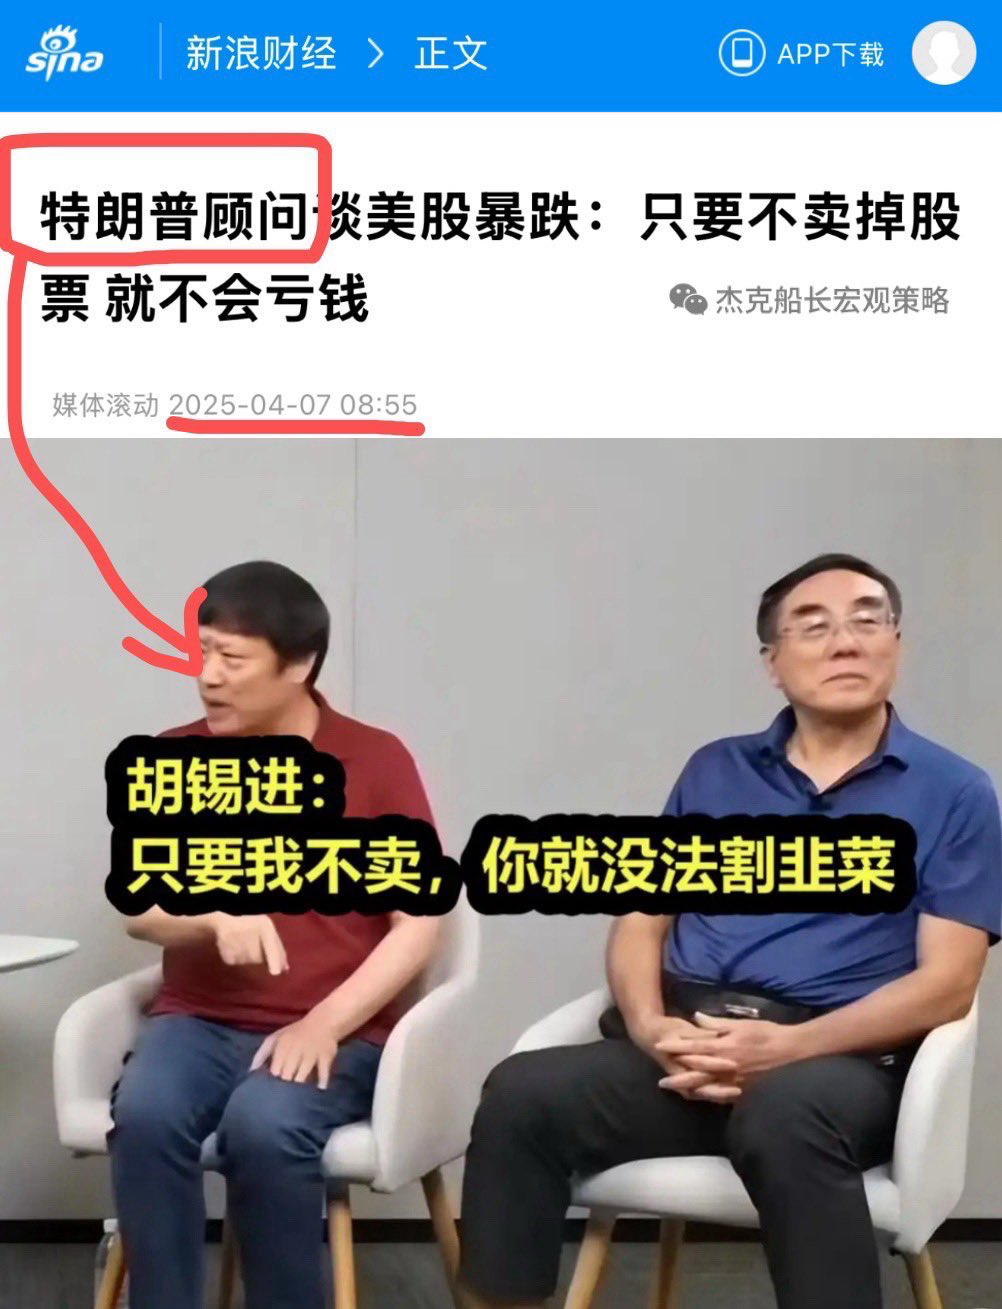 sina 新浪财经 > 正文 APP下载
特朗普顾问谈美股暴跌：只要不卖掉股
票 就不会亏钱
杰克船长宏观策略
媒体滚动 2025-04-07 08:55
胡锡进：
只要我不卖，你就没法割韭菜